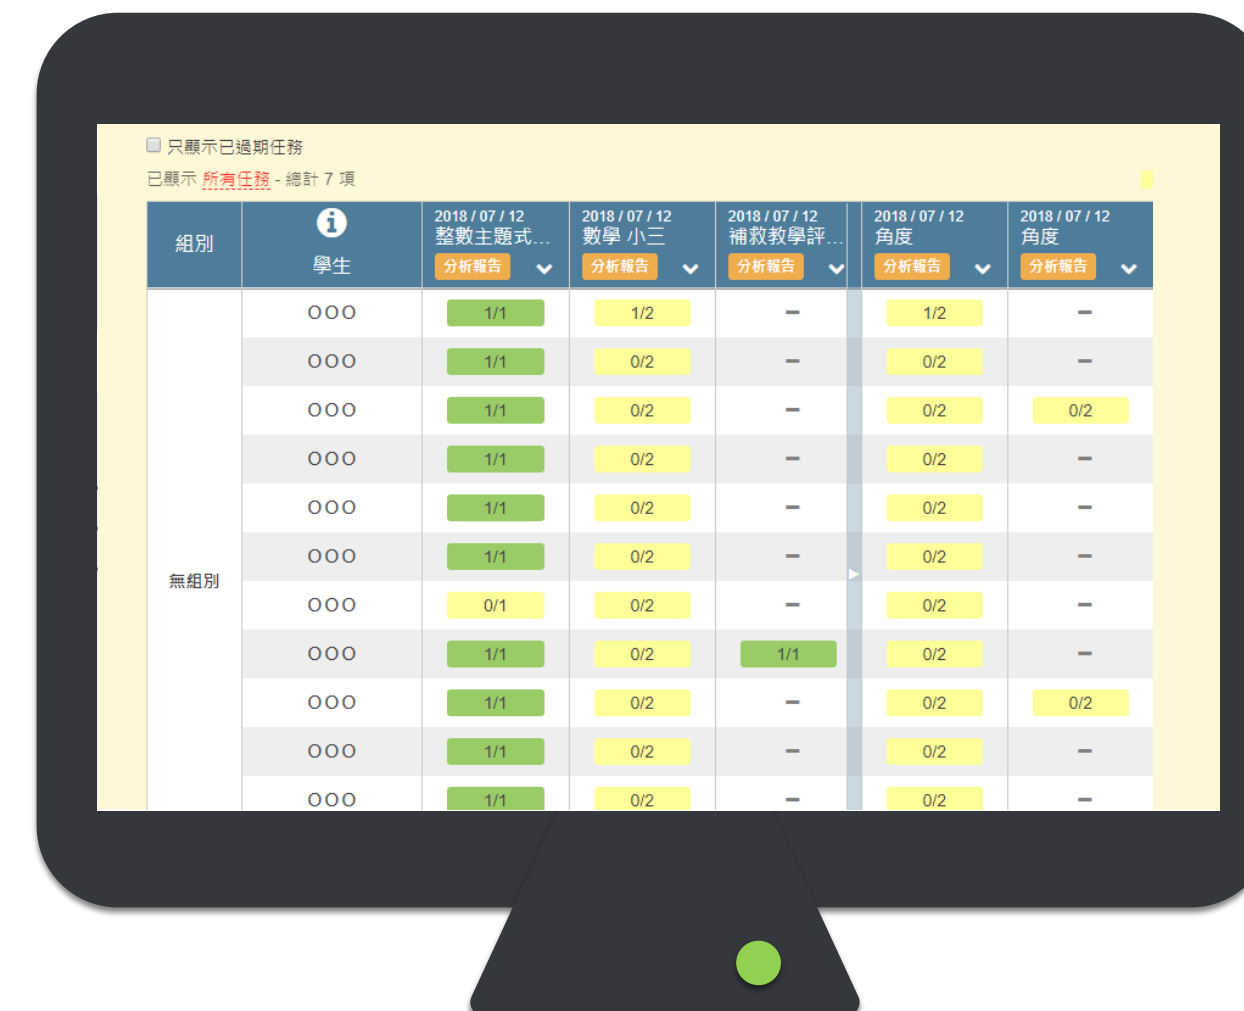 只顯示已過期任務
已顯示 所有任務 - 總計 7 項
組別 學生 2018 / 07 / 12 整數主題式... 分析報告 2018 / 07 / 12 數學 小三 分析報告 2018 / 07 / 12 補救教學評... 分析報告 2018 / 07 / 12 角度 分析報告 2018 / 07 / 12 角度 分析報告
OOO 1/1 1/2 – 1/2 –
OOO 1/1 0/2 – 0/2 –
OOO 1/1 0/2 – 0/2 0/2
OOO 1/1 0/2 – 0/2 –
OOO 1/1 0/2 – 0/2 –
OOO 1/1 0/2 – 0/2 –
無組別
OOO 0/1 0/2 – 0/2 –
OOO 1/1 0/2 1/1 0/2 –
OOO 1/1 0/2 – 0/2 0/2
OOO 1/1 0/2 – 0/2 –
OOO 1/1 0/2 – 0/2 –